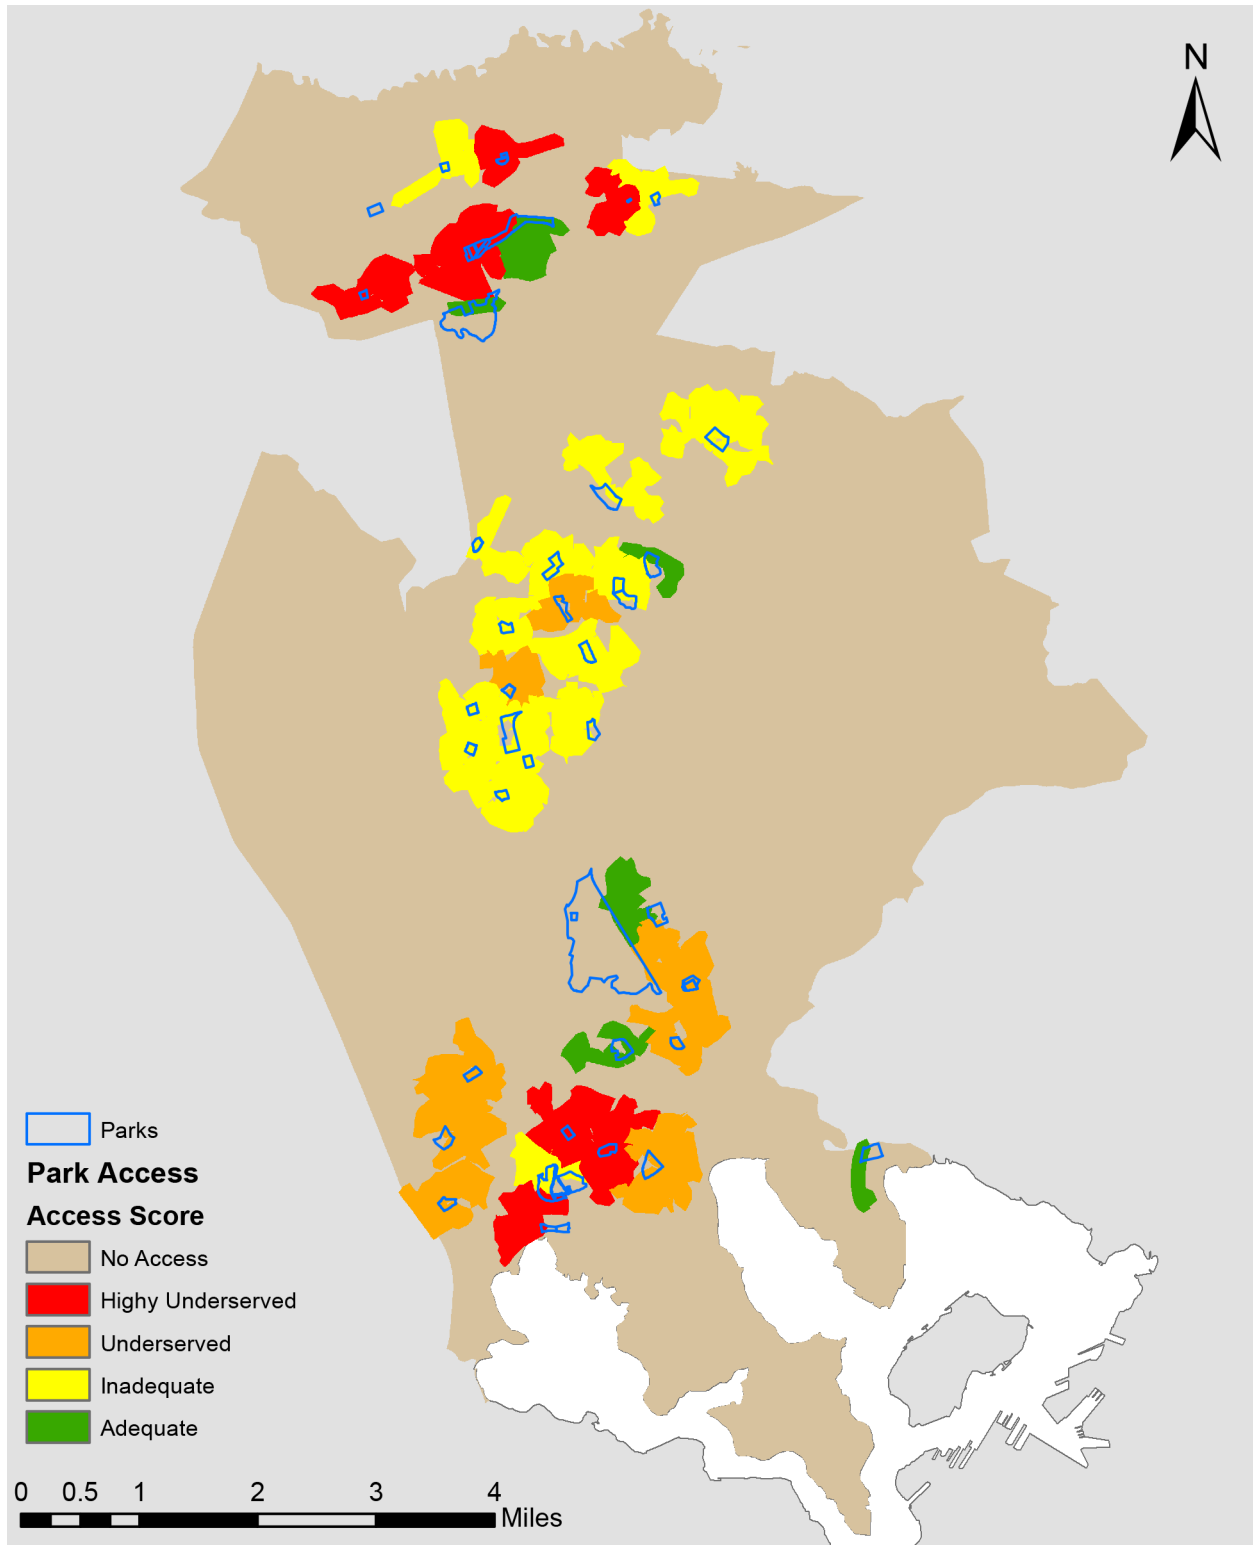 N
Parks
Park Access
Access Score
No Access
Highy Underserved
Underserved
Inadequate
Adequate
0 0.5 1 2 3 4
Miles